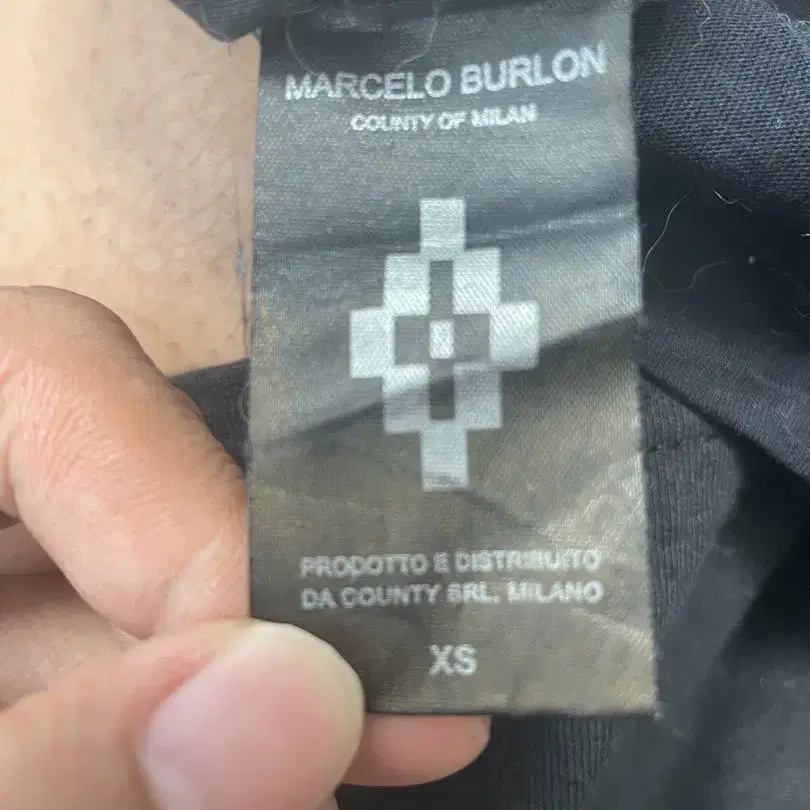 MARCELO BURLON
COUNTY OF MILAN
PRODOTTO E DISTRIBUITO
DA COUNTY SRL. MILANO
XS